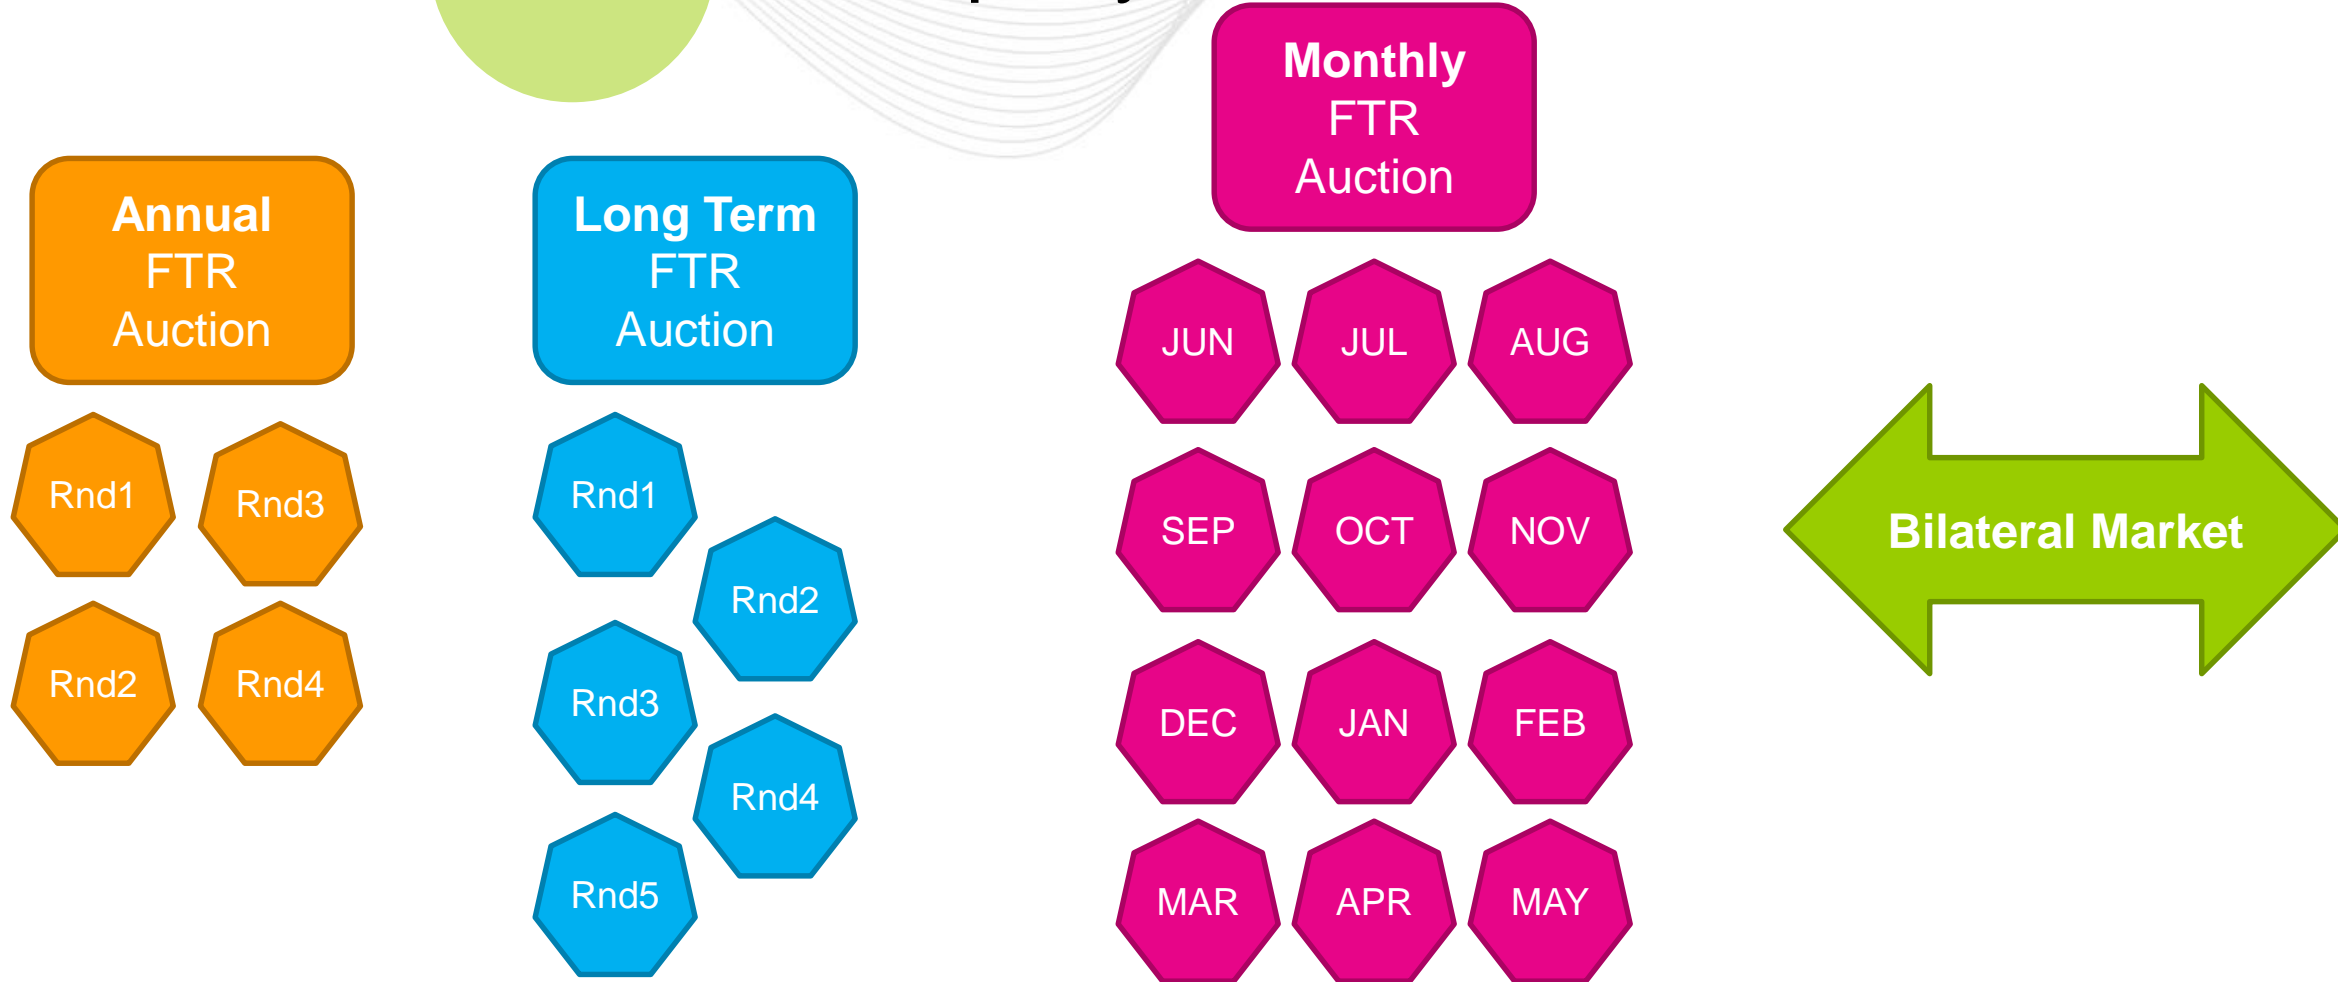 Annual
FTR
Auction
Rnd1
Rnd3
Rnd2
Rnd4
Long Term
FTR
Auction
Rnd1
Rnd2
Rnd3
Rnd4
Rnd5
Monthly
FTR
Auction
JUN JUL AUG
SEP OCT NOV
DEC JAN FEB
MAR APR MAY
Bilateral Market